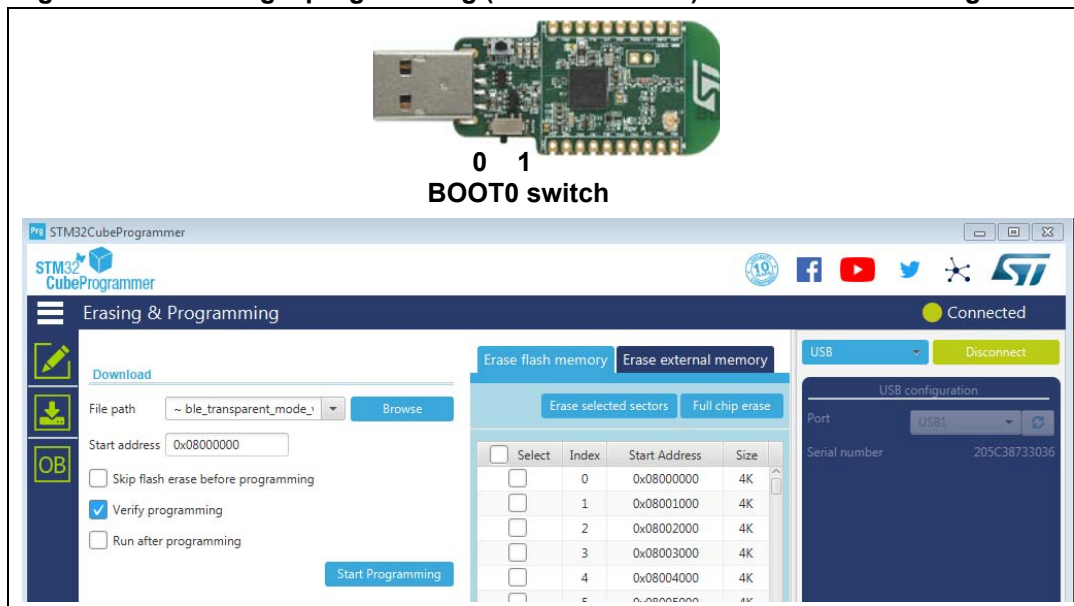 0 1
BOOT0 switch
Prg STM32CubeProgrammer
STM32
CubeProgrammer
10
ST
Erasing & Programming
Connected
Erase flash memory Erase external memory
USB
Disconnect
Download
USB configuration
File path
~ ble_transparent_mode_
Browse
Erase selected sectors Full chip erase
Port
USB1
Start address 0x08000000
Select Index Start Address Size
Serial number 205C38733036
OB
Skip flash erase before programming
0 0x08000000 4K
Verify programming
1 0x08001000 4K
2 0x08002000 4K
Run after programming
3 0x08003000 4K
Start Programming
4 0x08004000 4K